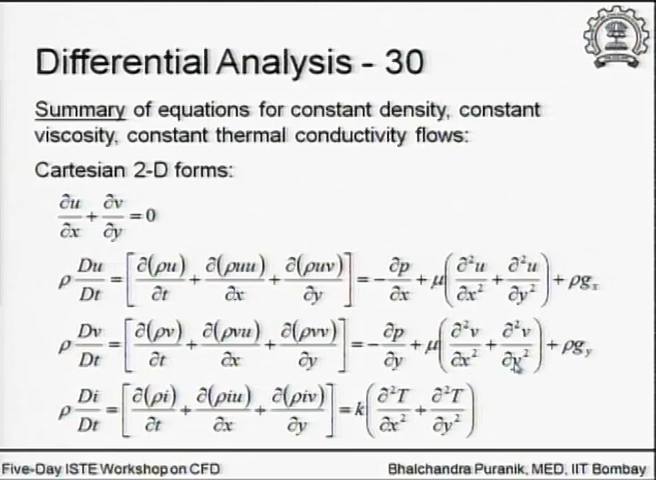 Differential Analysis - 30
Summary of equations for constant density, constant
viscosity, constant thermal conductivity flows:
Cartesian 2-D forms:
∂u/∂x + ∂v/∂y = 0
ρ Du/Dt = [∂(ρu)/∂t + ∂(ρuu)/∂x + ∂(ρuv)/∂y] = -∂p/∂x + μ(∂²u/∂x² + ∂²u/∂y²) + ρgₓ
ρ Dv/Dt = [∂(ρv)/∂t + ∂(ρvu)/∂x + ∂(ρvv)/∂y] = -∂p/∂y + μ(∂²v/∂x² + ∂²v/∂y²) + ρg_y
ρ Di/Dt = [∂(ρi)/∂t + ∂(ρiu)/∂x + ∂(ρiv)/∂y] = k(∂²T/∂x² + ∂²T/∂y²)
Five-Day ISTE Workshop on CFD
Bhalchandra Puranik, MED, IIT Bombay